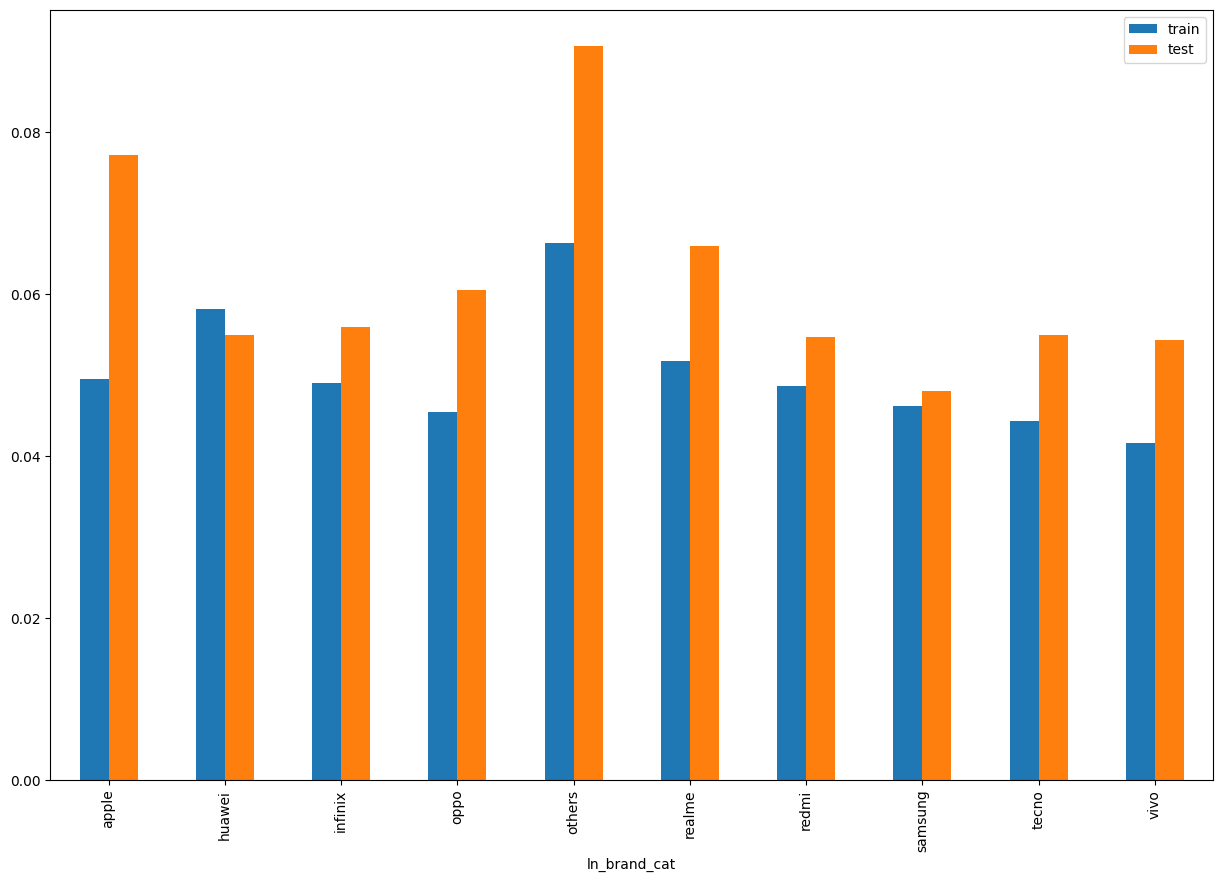 train
test
0.08
0.06
0.04
0.02
0.00
apple
huawei
infinix
oppo
others
realme
redmi
samsung
tecno
vivo
ln_brand_cat